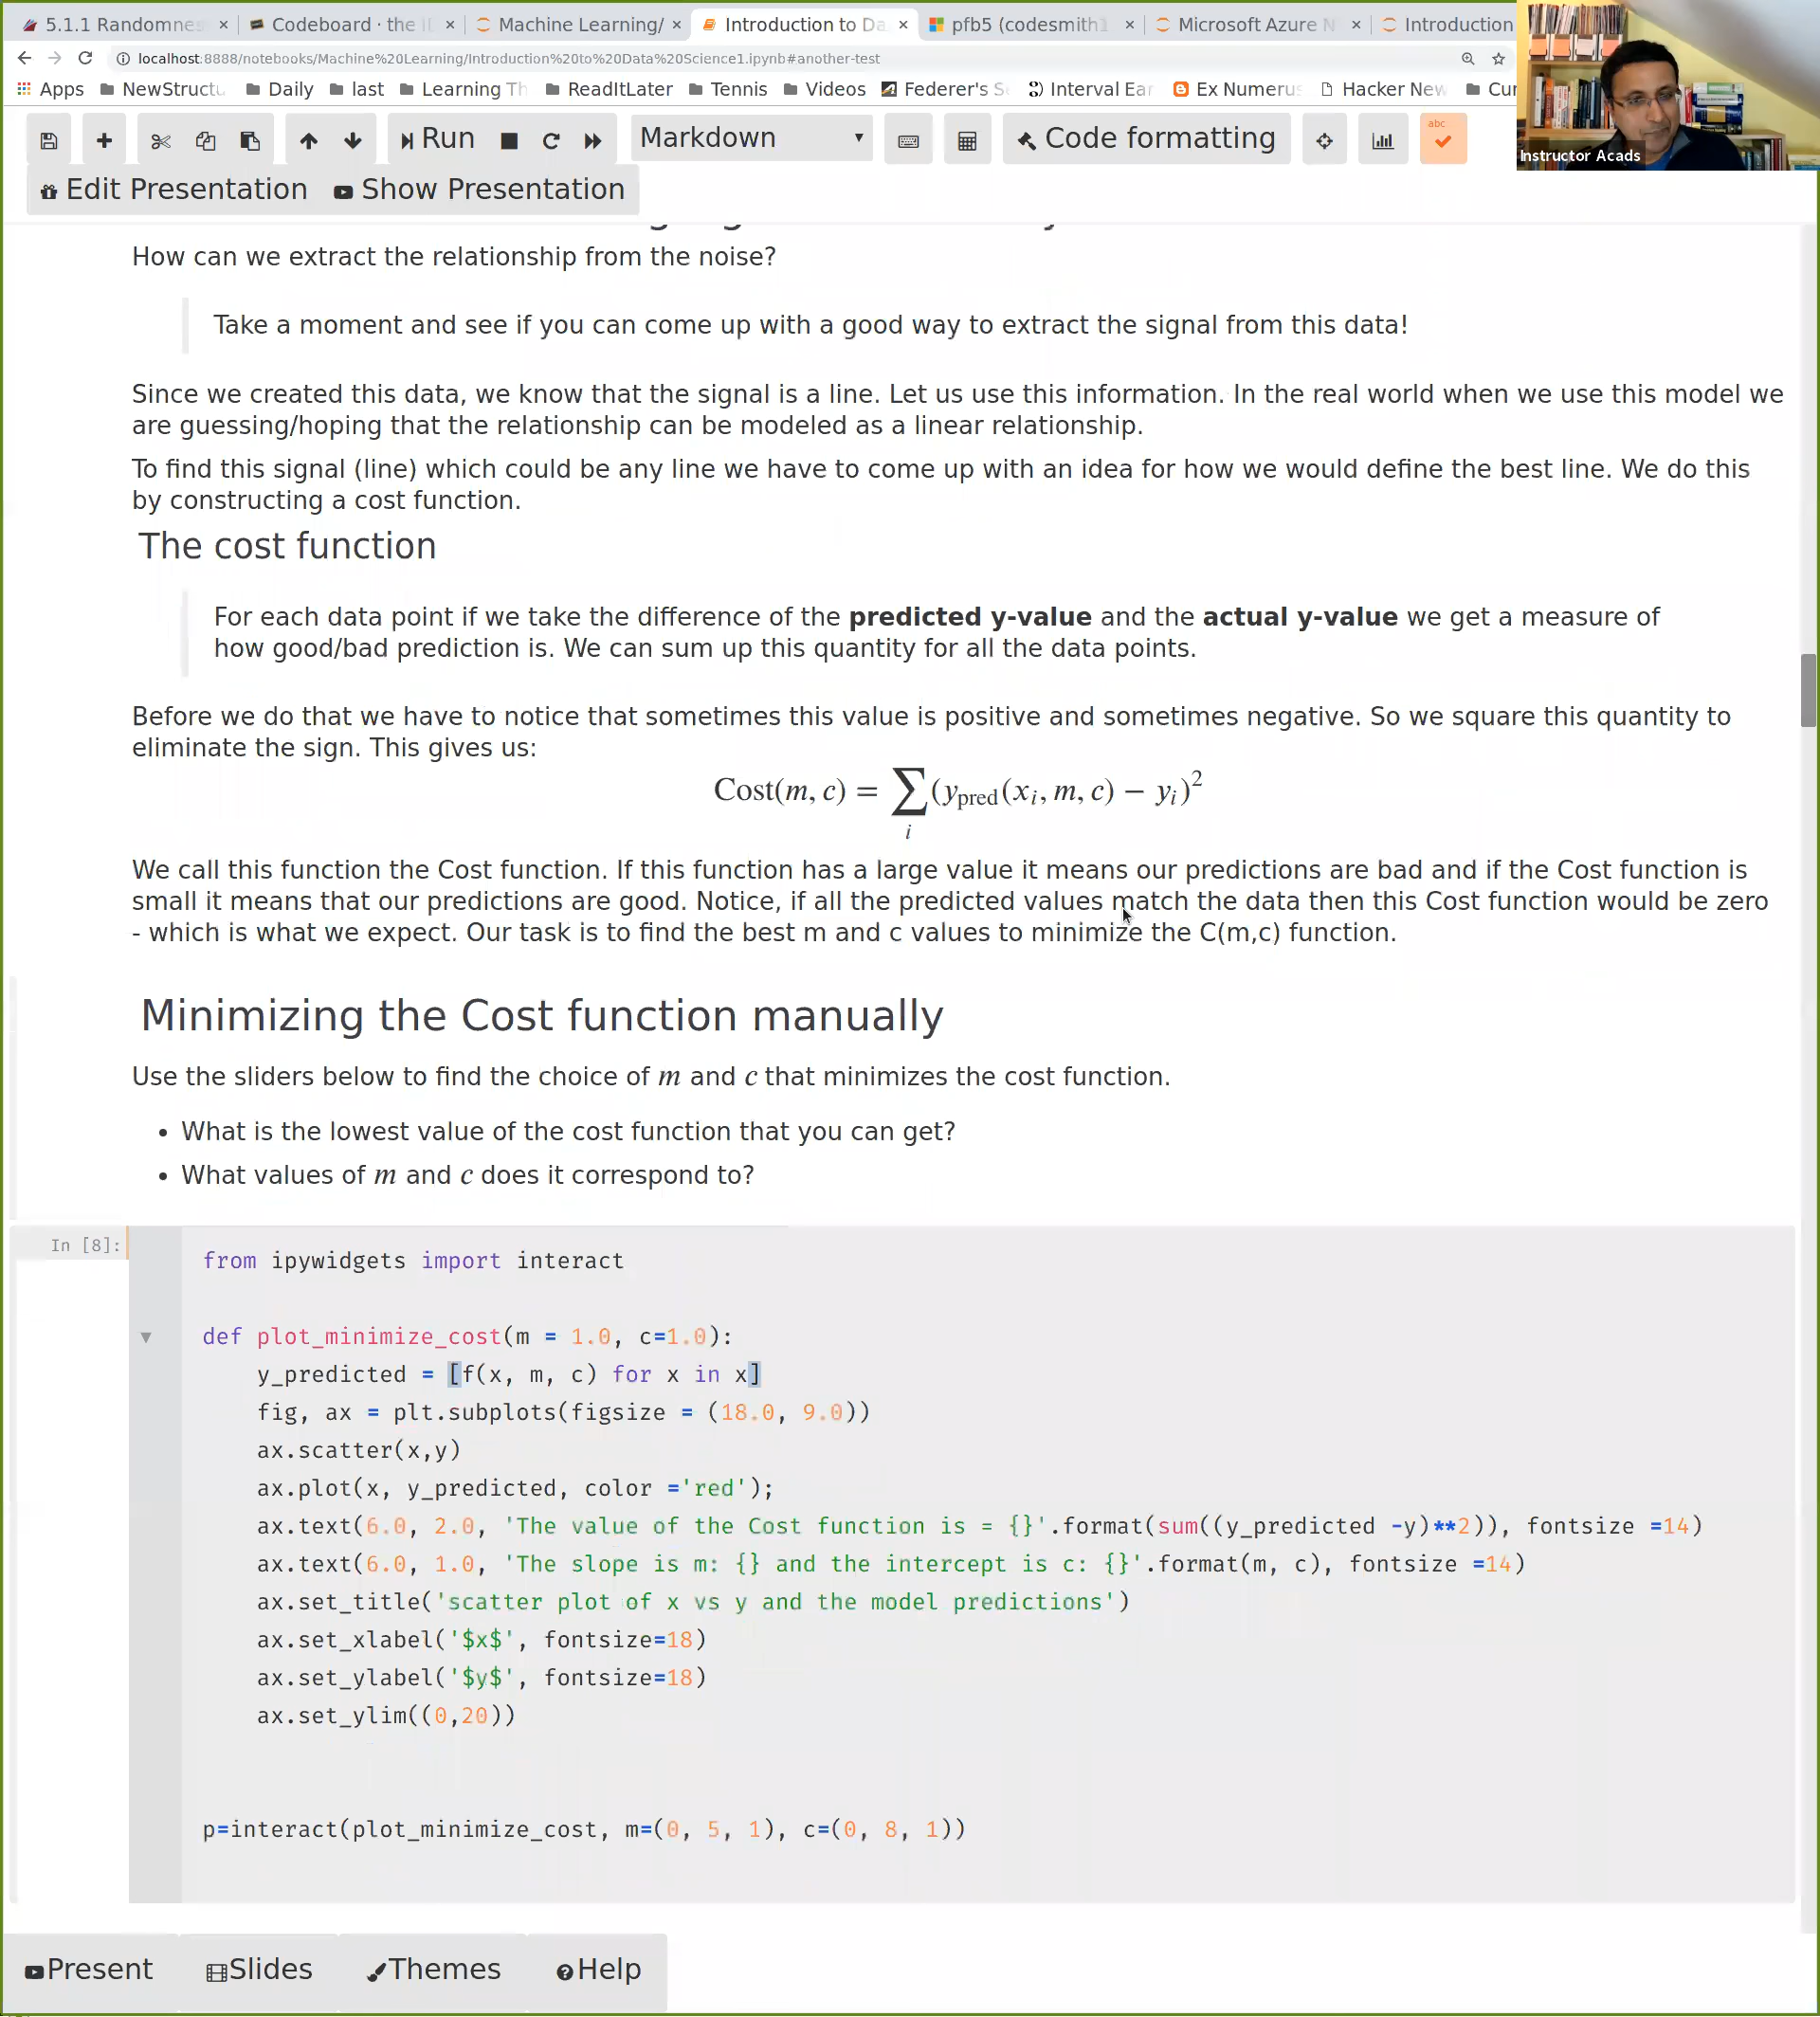 5.1.1 Randomnes
Codeboard · the I
Machine Learning/
Introduction to Da
pfb5 (codesmith1
Microsoft Azure N
Introduction
localhost:8888/notebooks/Machine%20Learning/Introduction%20to%20Data%20Science1.ipynb#another-test
Apps NewStructu Daily last Learning Th ReadItLater Tennis Videos Federer's S Interval Ear Ex Numerus Hacker New Cur
Instructor Acads
Run Markdown Code formatting abc
Edit Presentation Show Presentation
How can we extract the relationship from the noise?
Take a moment and see if you can come up with a good way to extract the signal from this data!
Since we created this data, we know that the signal is a line. Let us use this information. In the real world when we use this model we
are guessing/hoping that the relationship can be modeled as a linear relationship.
To find this signal (line) which could be any line we have to come up with an idea for how we would define the best line. We do this
by constructing a cost function.
The cost function
For each data point if we take the difference of the predicted y-value and the actual y-value we get a measure of
how good/bad prediction is. We can sum up this quantity for all the data points.
Before we do that we have to notice that sometimes this value is positive and sometimes negative. So we square this quantity to
eliminate the sign. This gives us:
Cost(m, c) = ∑_i (y_pred(x_i, m, c) − y_i)^2
We call this function the Cost function. If this function has a large value it means our predictions are bad and if the Cost function is
small it means that our predictions are good. Notice, if all the predicted values match the data then this Cost function would be zero
- which is what we expect. Our task is to find the best m and c values to minimize the C(m,c) function.
Minimizing the Cost function manually
Use the sliders below to find the choice of m and c that minimizes the cost function.
• What is the lowest value of the cost function that you can get?
• What values of m and c does it correspond to?
In [8]:
from ipywidgets import interact
def plot_minimize_cost(m = 1.0, c=1.0):
y_predicted = [f(x, m, c) for x in x]
fig, ax = plt.subplots(figsize = (18.0, 9.0))
ax.scatter(x,y)
ax.plot(x, y_predicted, color ='red');
ax.text(6.0, 2.0, 'The value of the Cost function is = {}'.format(sum((y_predicted -y)**2)), fontsize =14)
ax.text(6.0, 1.0, 'The slope is m: {} and the intercept is c: {}'.format(m, c), fontsize =14)
ax.set_title('scatter plot of x vs y and the model predictions')
ax.set_xlabel('$x$', fontsize=18)
ax.set_ylabel('$y$', fontsize=18)
ax.set_ylim((0,20))
p=interact(plot_minimize_cost, m=(0, 5, 1), c=(0, 8, 1))
Present Slides Themes Help